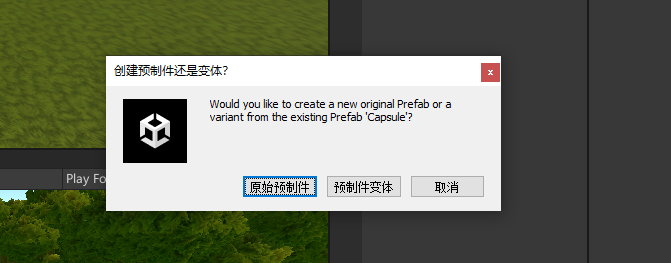 创建预制件还是变体?
x
Would you like to create a new original Prefab or a
variant from the existing Prefab 'Capsule'?
原始预制件 预制件变体 取消
Play Fo